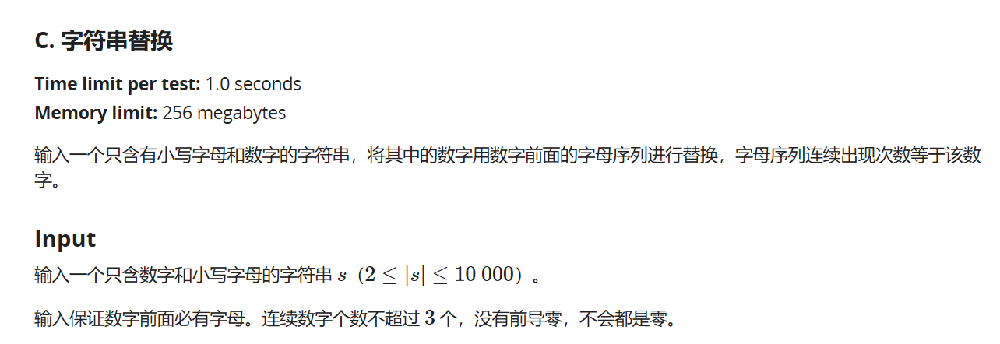 C. 字符串替换
Time limit per test: 1.0 seconds
Memory limit: 256 megabytes
输入一个只含有小写字母和数字的字符串，将其中的数字用数字前面的字母序列进行替换，字母序列连续出现次数等于该数
字。
Input
输入一个只含数字和小写字母的字符串 s（2 ≤ |s| ≤ 10 000）。
输入保证数字前面必有字母。连续数字个数不超过 3 个，没有前导零，不会都是零。